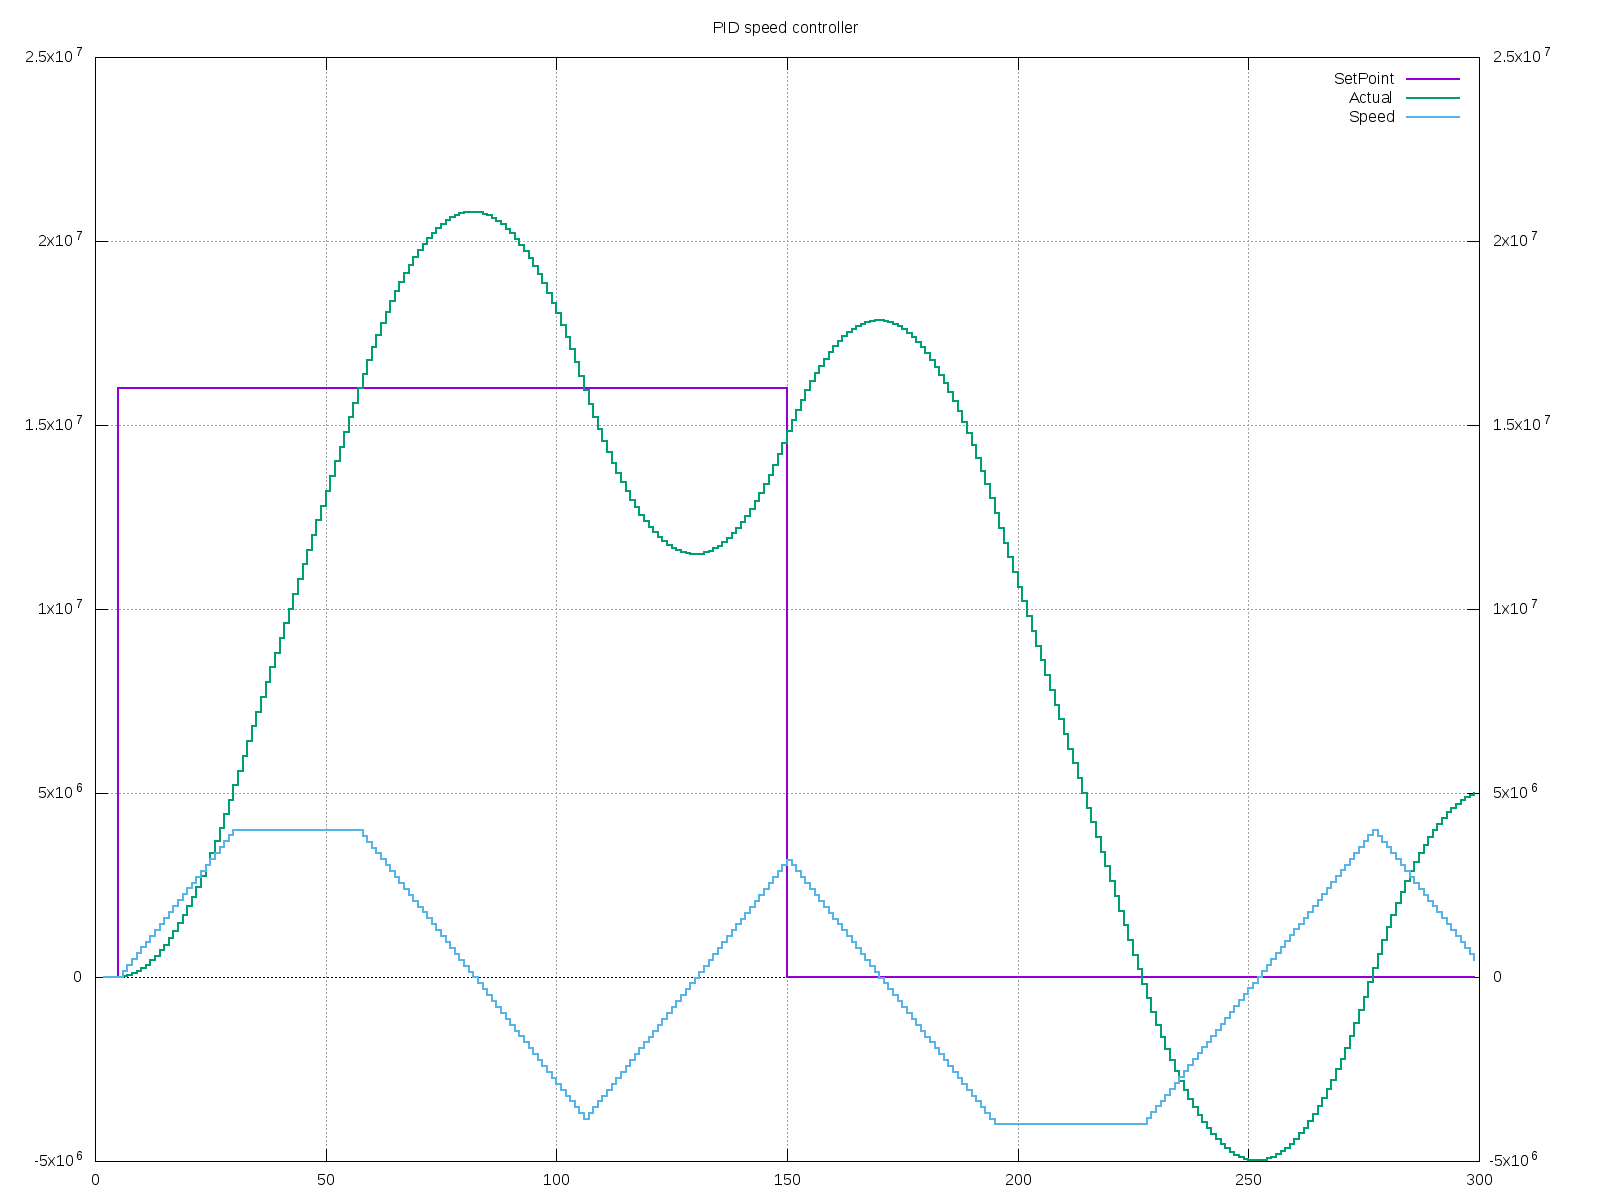 PID speed controller
2.5x10^7 2.5x10^7
SetPoint
Actual
Speed
2x10^7 2x10^7
1.5x10^7 1.5x10^7
1x10^7 1x10^7
5x10^6 5x10^6
0 0
-5x10^6 -5x10^6
0 50 100 150 200 250 300